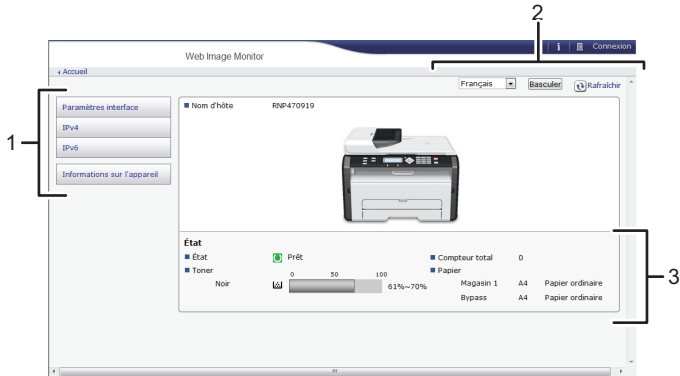 2
Connexion
Web Image Monitor
Accueil
Français Basculer Rafraîchir
1
Paramètres interface
IPv4
IPv6
Informations sur l'appareil
Nom d'hôte RNP470919
État
État Prêt
Toner
0 50 100
Noir 61%~70%
Compteur total 0
Papier
Magasin 1 A4 Papier ordinaire
Bypass A4 Papier ordinaire
3